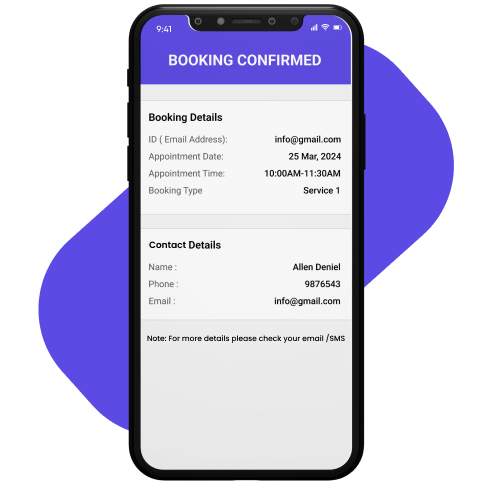 9:41
BOOKING CONFIRMED
Booking Details
ID ( Email Address): info@gmail.com
Appointment Date: 25 Mar, 2024
Appointment Time: 10:00AM-11:30AM
Booking Type Service 1
Contact Details
Name : Allen Deniel
Phone : 9876543
Email : info@gmail.com
Note: For more details please check your email /SMS